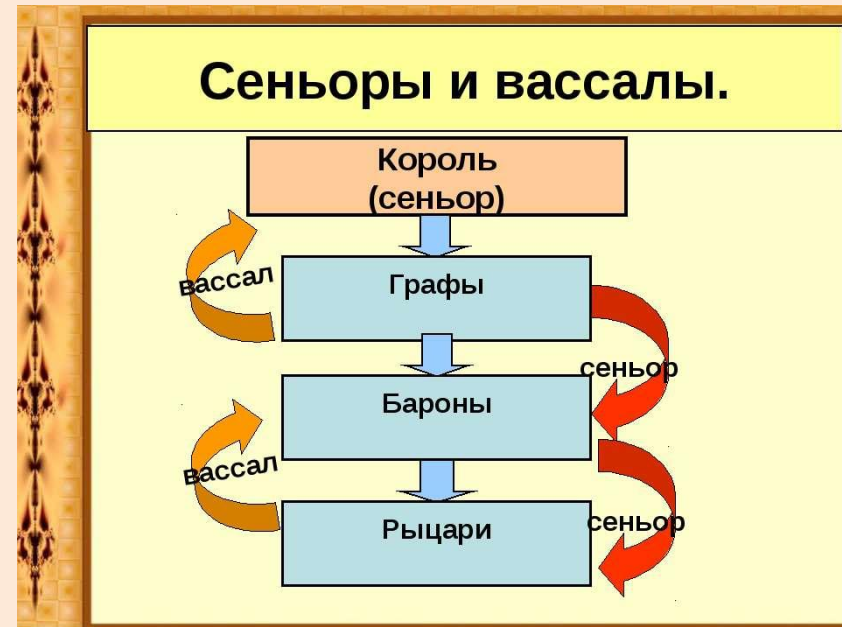 Сеньоры и вассалы.
Король
(сеньор)
вассал
Графы
сеньор
Бароны
вассал
Рыцари
сеньор